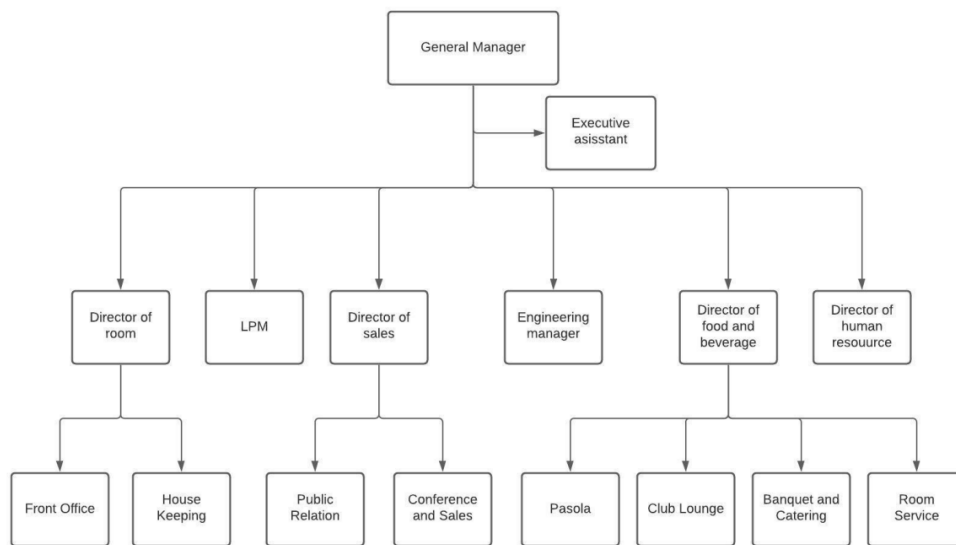 General Manager
Executive
asisstant
Director of
room
LPM
Director of
sales
Engineering
manager
Director of
food and
beverage
Director of
human
resouurce
Front Office
House
Keeping
Public
Relation
Conference
and Sales
Pasola
Club Lounge
Banquet and
Catering
Room
Service